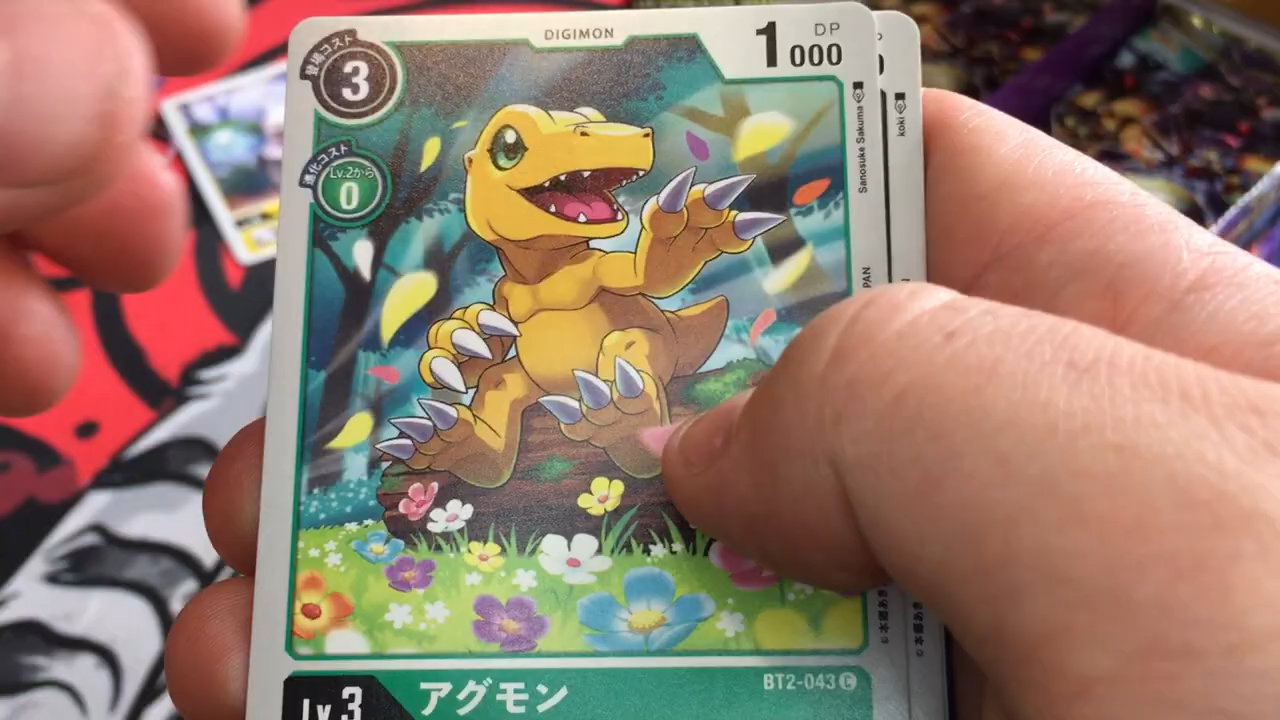 DIGIMON
登場コスト
3
DP
1000
進化コスト
Lv.2から
0
Sanosuke Sakuma
koki
PAN
BT2-043 C
Lv.3
アグモン